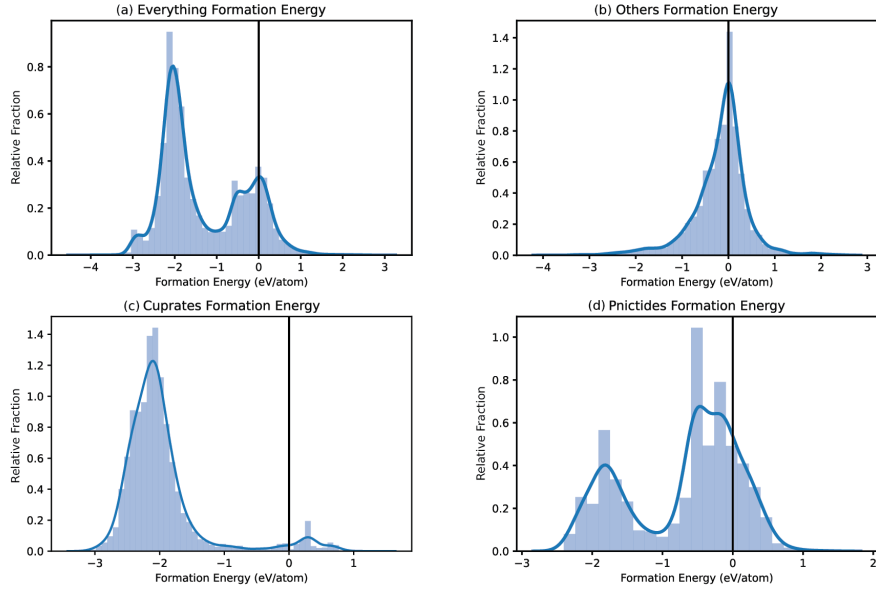 (a) Everything Formation Energy
Relative Fraction
0.8
0.6
0.4
0.2
0.0
−4 −3 −2 −1 0 1 2 3
Formation Energy (eV/atom)
(b) Others Formation Energy
Relative Fraction
1.4
1.2
1.0
0.8
0.6
0.4
0.2
0.0
−4 −3 −2 −1 0 1 2 3
Formation Energy (eV/atom)
(c) Cuprates Formation Energy
Relative Fraction
1.4
1.2
1.0
0.8
0.6
0.4
0.2
0.0
−3 −2 −1 0 1
Formation Energy (eV/atom)
(d) Pnictides Formation Energy
Relative Fraction
1.0
0.8
0.6
0.4
0.2
0.0
−3 −2 −1 0 1 2
Formation Energy (eV/atom)